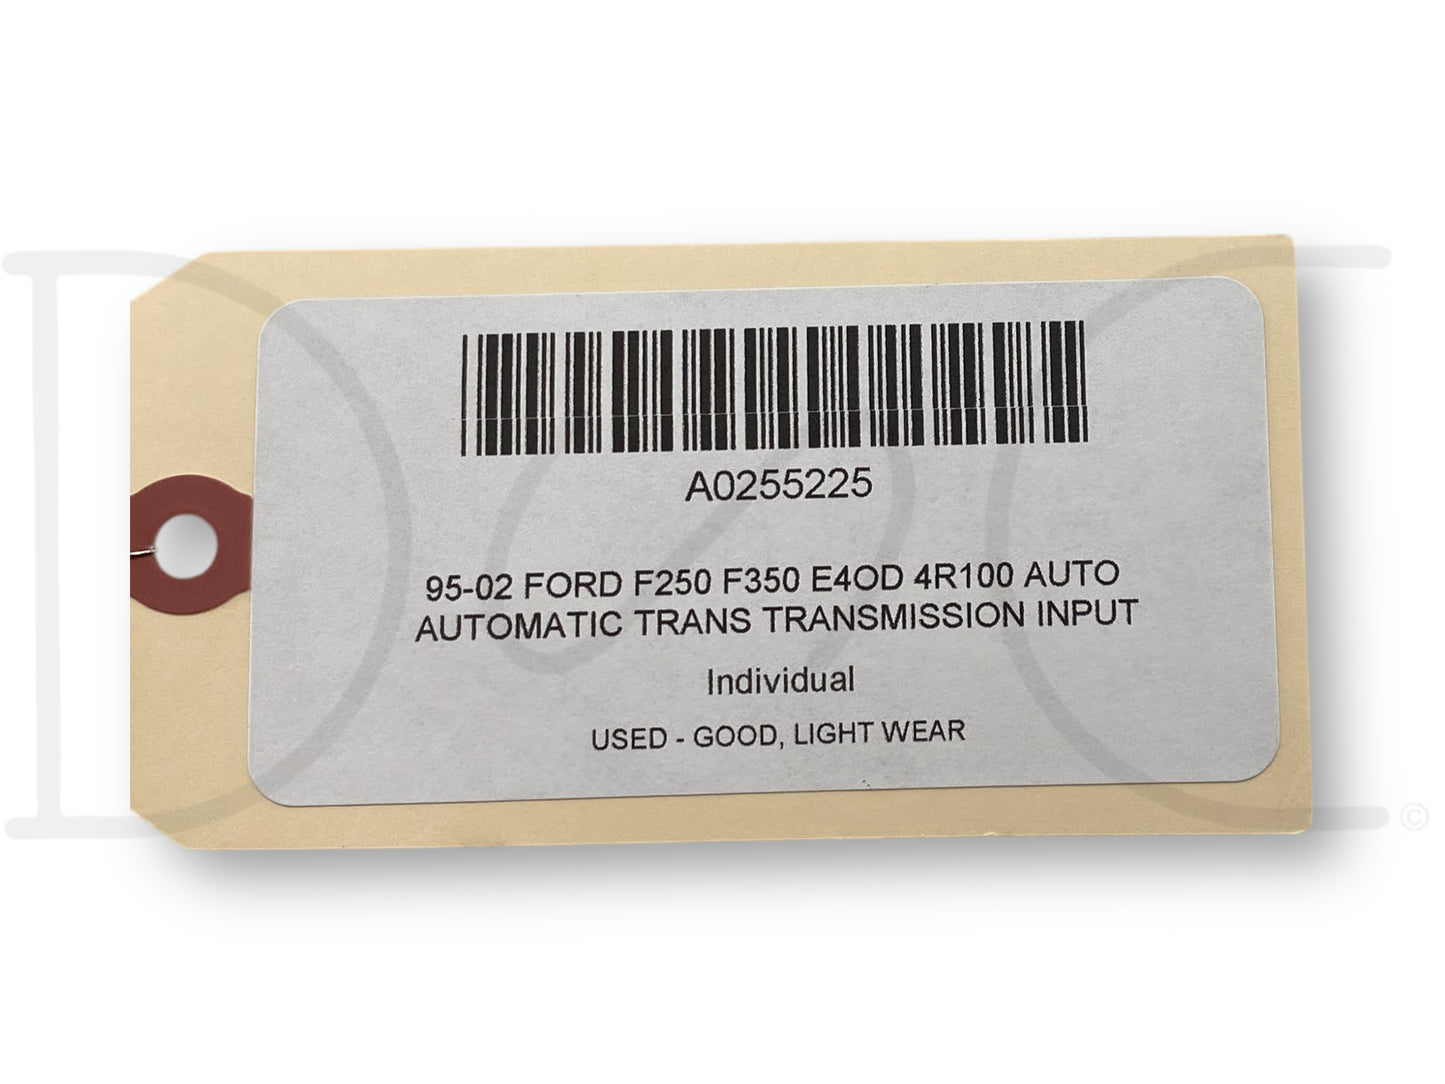 A0255225
95-02 FORD F250 F350 E4OD 4R100 AUTO
AUTOMATIC TRANS TRANSMISSION INPUT
Individual
USED - GOOD, LIGHT WEAR
©